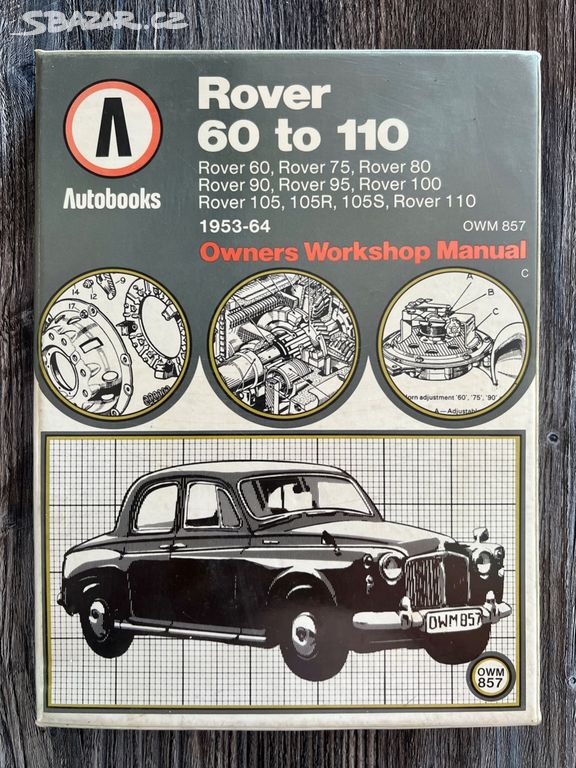 SBAZAR.CZ
Autobooks
Rover
60 to 110
Rover 60, Rover 75, Rover 80
Rover 90, Rover 95, Rover 100
Rover 105, 105R, 105S, Rover 110
1953-64
OWM 857
Owners Workshop Manual
C
17
14
12
9
A
B
C
orn adjustment '60', '75', '90'
A—Adjustabl
OWM 857
OWM
857